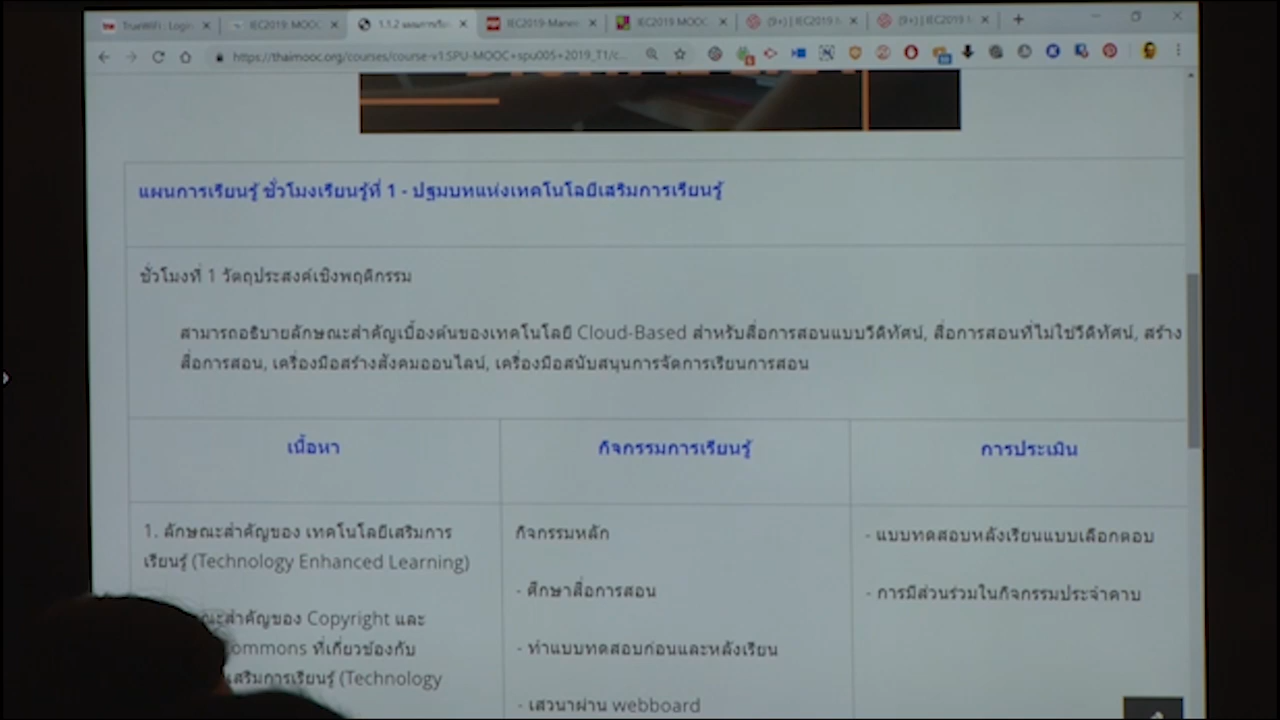 TrueWiFi : Login
IEC2019: MOOC
IEC2019 MOOC
https://thaimooc.org/courses/course-v1:SPU-MOOC+spu005+2019_T1/c...
แผนการเรียนรู้ ชั่วโมงเรียนรู้ที่ 1 - ปฐมบทแห่งเทคโนโลยีเสริมการเรียนรู้
ชั่วโมงที่ 1 วัตถุประสงค์เชิงพฤติกรรม
สามารถอธิบายลักษณะสำคัญเบื้องต้นของเทคโนโลยี Cloud-Based สำหรับสื่อการสอนแบบวีดิทัศน์, สื่อการสอนที่ไม่ใช่วีดิทัศน์, สร้าง
สื่อการสอน, เครื่องมือสร้างสังคมออนไลน์, เครื่องมือสนับสนุนการจัดการเรียนการสอน
เนื้อหา
กิจกรรมการเรียนรู้
การประเมิน
1. ลักษณะสำคัญของ เทคโนโลยีเสริมการ
เรียนรู้ (Technology Enhanced Learning)
ณะสำคัญของ Copyright และ
ommons ที่เกี่ยวข้องกับ
เสริมการเรียนรู้ (Technology
กิจกรรมหลัก
- ศึกษาสื่อการสอน
- ทำแบบทดสอบก่อนและหลังเรียน
- เสวนาผ่าน webboard
- แบบทดสอบหลังเรียนแบบเลือกตอบ
- การมีส่วนร่วมในกิจกรรมประจำคาบ